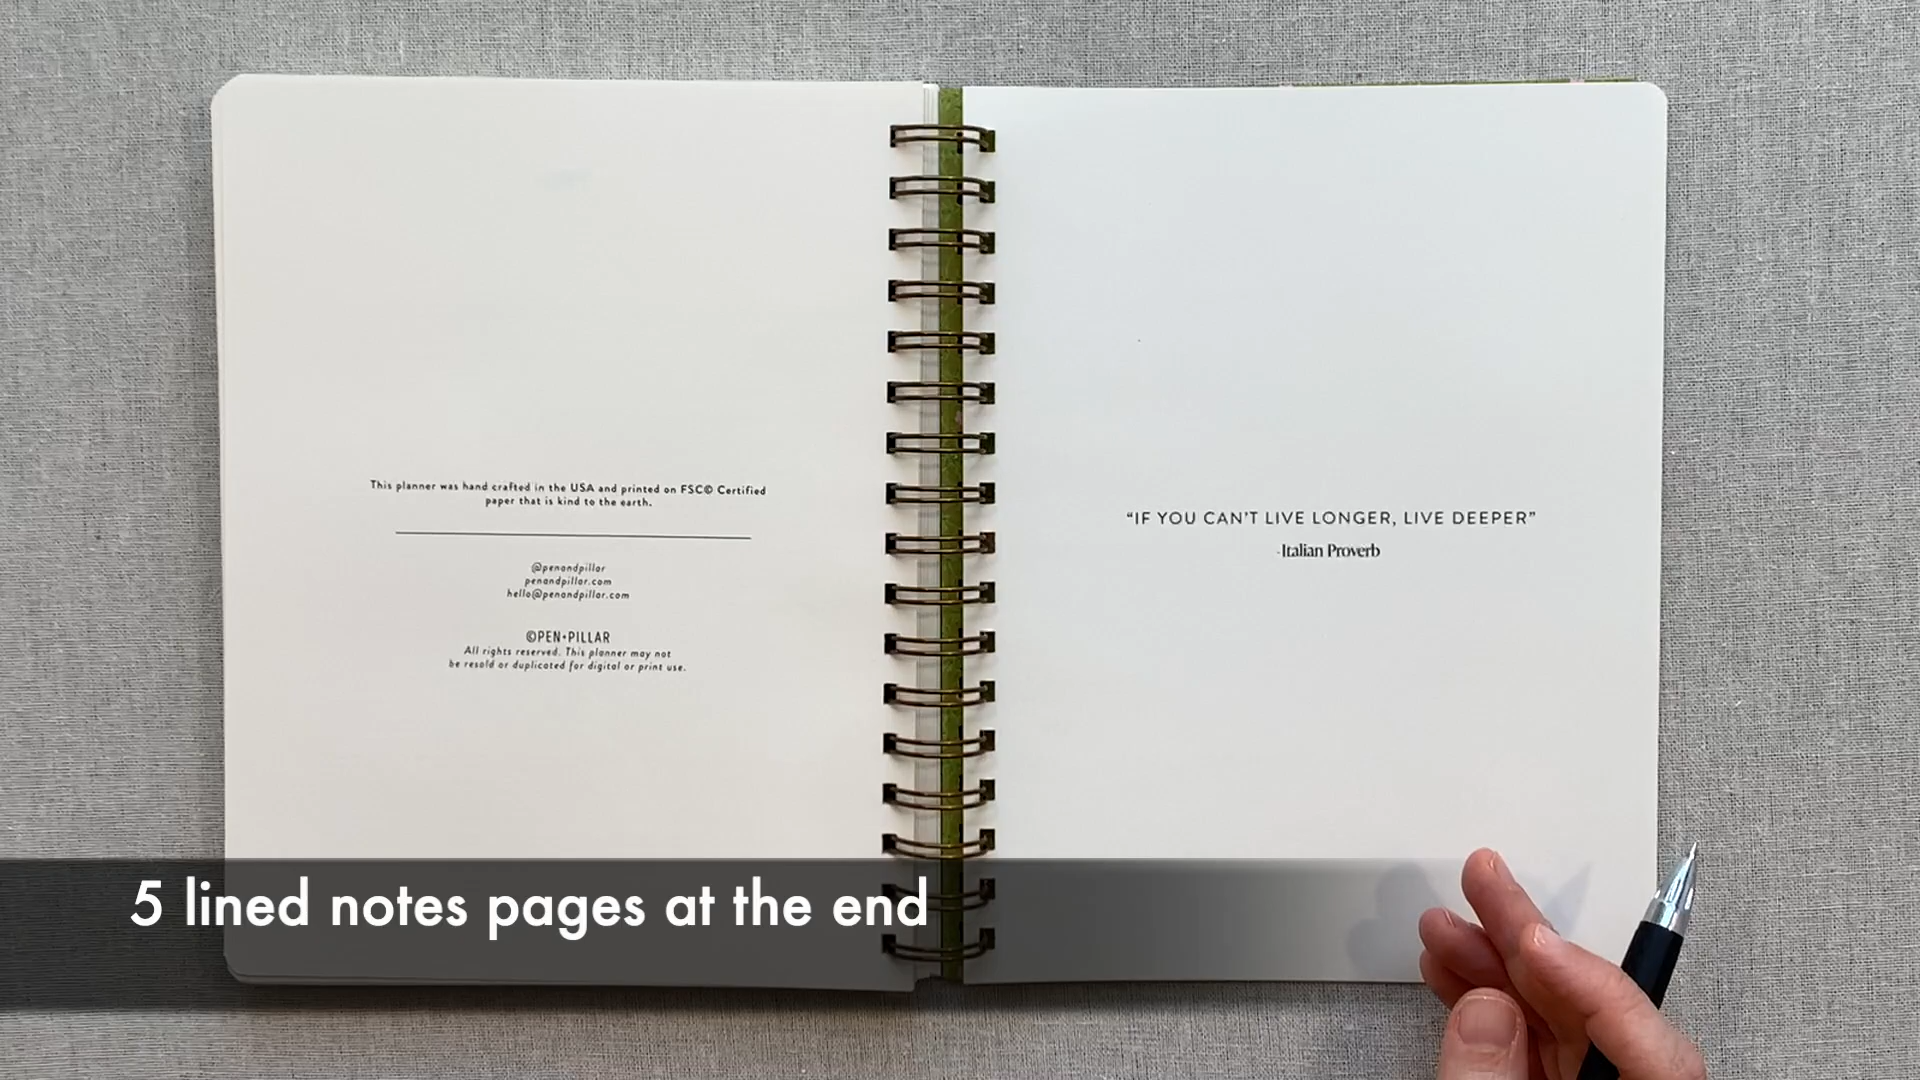 This planner was hand crafted in the USA and printed on FSC© Certified
paper that is kind to the earth.
@penandpillar
penandpillar.com
hello@penandpillar.com
©PEN•PILLAR
All rights reserved. This planner may not
be resold or duplicated for digital or print use.
“IF YOU CAN’T LIVE LONGER, LIVE DEEPER”
-Italian Proverb
5 lined notes pages at the end